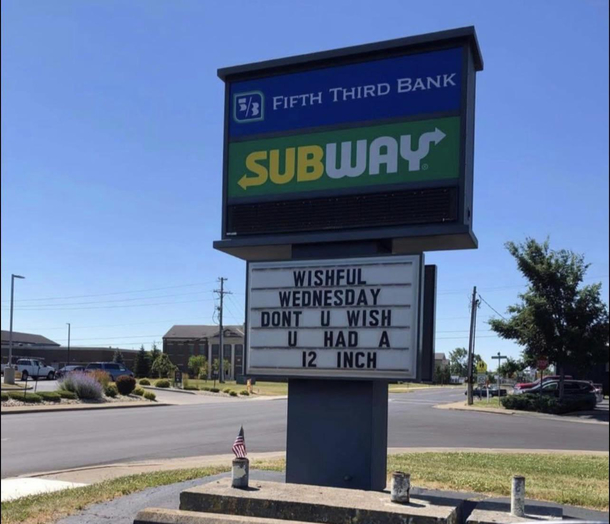 5/3 FIFTH THIRD BANK
SUBWAY
WISHFUL
WEDNESDAY
DONT U WISH
U HAD A
12 INCH